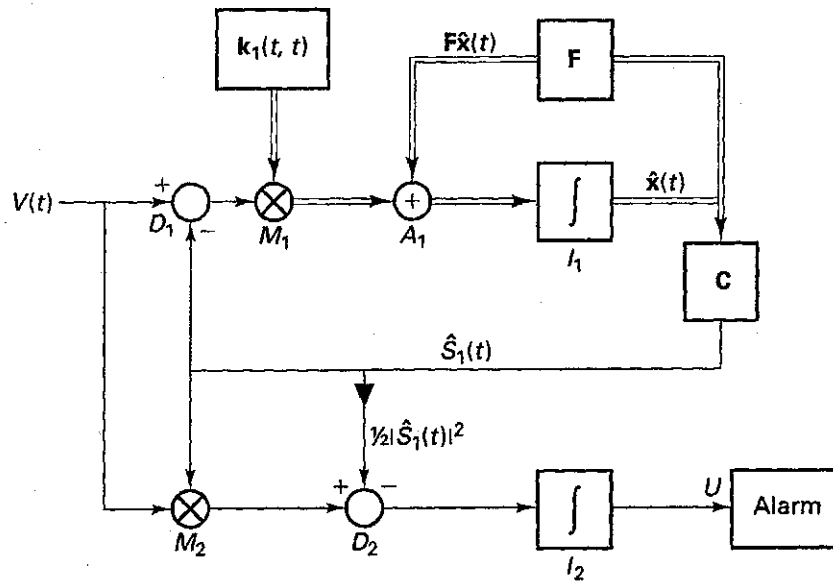 k₁(t, t)
Fx̂(t)
F
V(t)
+
D₁
−
M₁
+
A₁
∫
I₁
x̂(t)
C
Ŝ₁(t)
½|Ŝ₁(t)|²
M₂
+
−
D₂
∫
I₂
U
Alarm